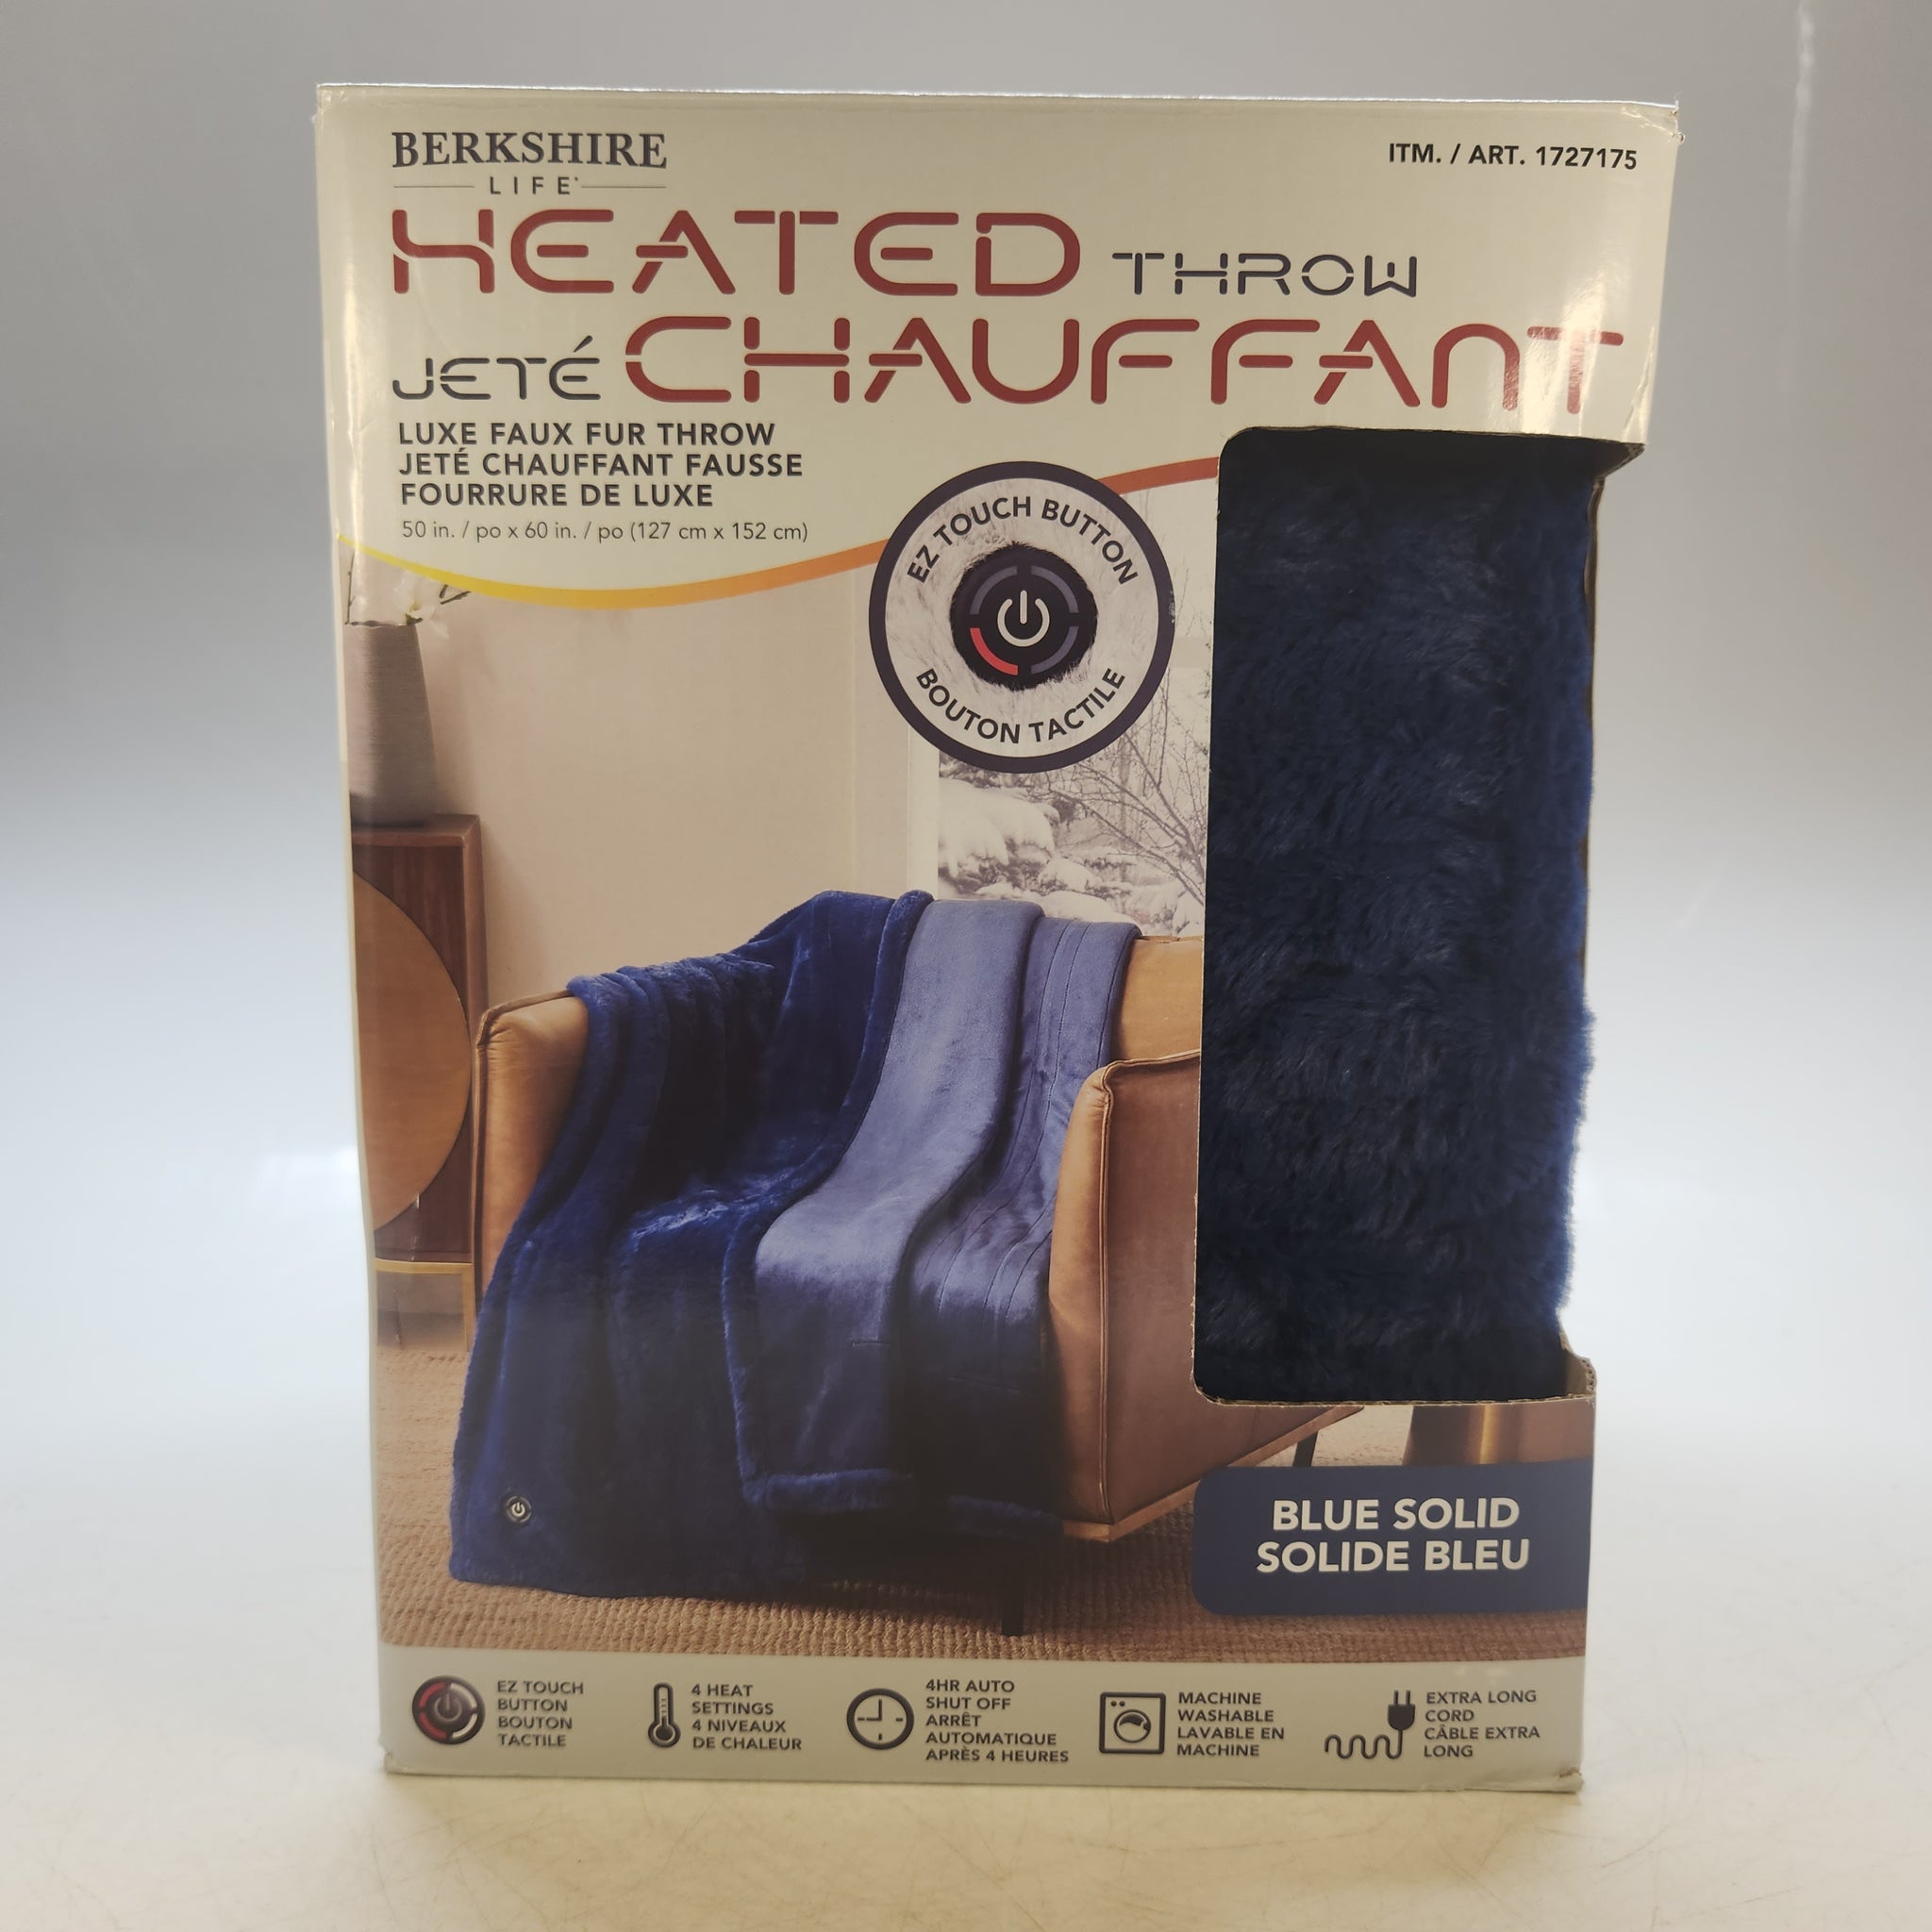 BERKSHIRE
LIFE
ITM. / ART. 1727175
HEATED THROW
JETÉ CHAUFFANT
LUXE FAUX FUR THROW
JETÉ CHAUFFANT FAUSSE
FOURRURE DE LUXE
50 in. / po x 60 in. / po (127 cm x 152 cm)
EZ TOUCH BUTTON
BOUTON TACTILE
BLUE SOLID
SOLIDE BLEU
EZ TOUCH
BUTTON
BOUTON
TACTILE
4 HEAT
SETTINGS
4 NIVEAUX
DE CHALEUR
4HR AUTO
SHUT OFF
ARRÊT
AUTOMATIQUE
APRÈS 4 HEURES
MACHINE
WASHABLE
LAVABLE EN
MACHINE
EXTRA LONG
CORD
CÂBLE EXTRA
LONG